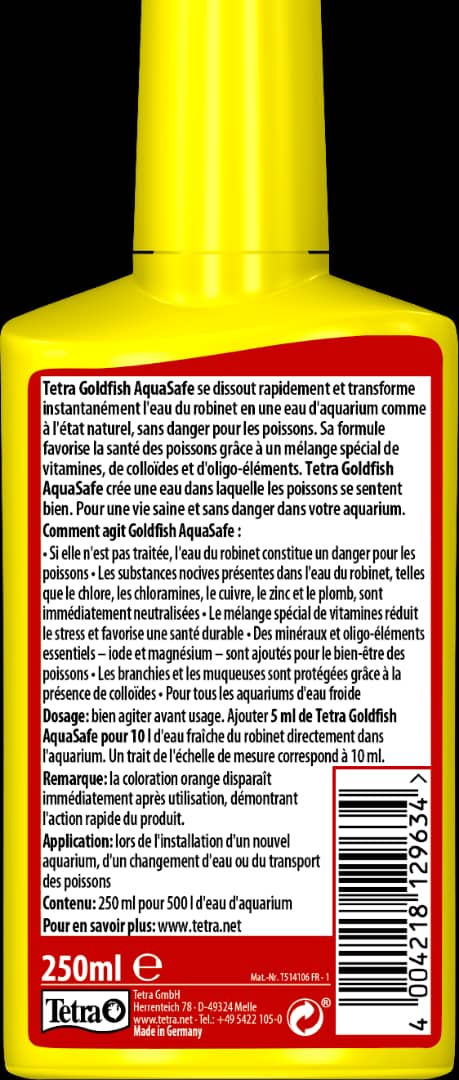 Tetra Goldfish AquaSafe se dissout rapidement et transforme
instantanément l'eau du robinet en une eau d'aquarium comme
à l'état naturel, sans danger pour les poissons. Sa formule
favorise la santé des poissons grâce à un mélange spécial de
vitamines, de colloïdes et d'oligo-éléments. Tetra Goldfish
AquaSafe crée une eau dans laquelle les poissons se sentent
bien. Pour une vie saine et sans danger dans votre aquarium.
Comment agit Goldfish AquaSafe :
• Si elle n'est pas traitée, l'eau du robinet constitue un danger pour les
poissons • Les substances nocives présentes dans l'eau du robinet, telles
que le chlore, les chloramines, le cuivre, le zinc et le plomb, sont
immédiatement neutralisées • Le mélange spécial de vitamines réduit
le stress et favorise une santé durable • Des minéraux et oligo-éléments
essentiels – iode et magnésium – sont ajoutés pour le bien-être des
poissons • Les branchies et les muqueuses sont protégées grâce à la
présence de colloïdes • Pour tous les aquariums d'eau froide
Dosage: bien agiter avant usage. Ajouter 5 ml de Tetra Goldfish
AquaSafe pour 10 l d'eau fraîche du robinet directement dans
l'aquarium. Un trait de l'échelle de mesure correspond à 10 ml.
Remarque: la coloration orange disparaît
immédiatement après utilisation, démontrant
l'action rapide du produit.
Application: lors de l'installation d'un nouvel
aquarium, d'un changement d'eau ou du transport
des poissons
Contenu: 250 ml pour 500 l d'eau d'aquarium
Pour en savoir plus: www.tetra.net
4 004218 129634 >
250ml e
Mat.-Nr. T514106 FR - 1
Tetra
Tetra GmbH
Herrenteich 78 · D-49324 Melle
www.tetra.net · Tel.: +49 5422 105-0
Made in Germany
®